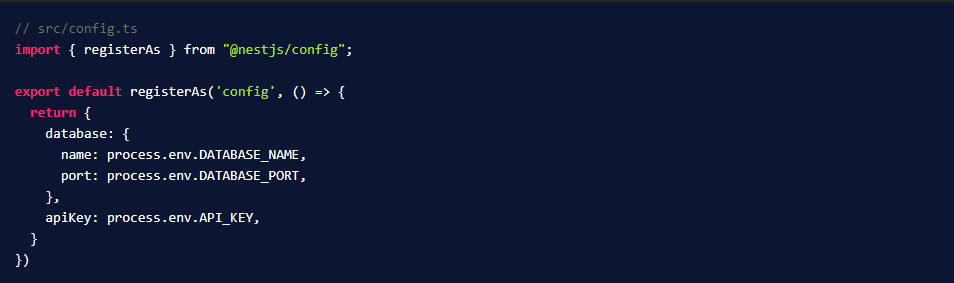 // src/config.ts
import { registerAs } from "@nestjs/config";

export default registerAs('config', () => {
  return {
    database: {
      name: process.env.DATABASE_NAME,
      port: process.env.DATABASE_PORT,
    },
    apiKey: process.env.API_KEY,
  }
})